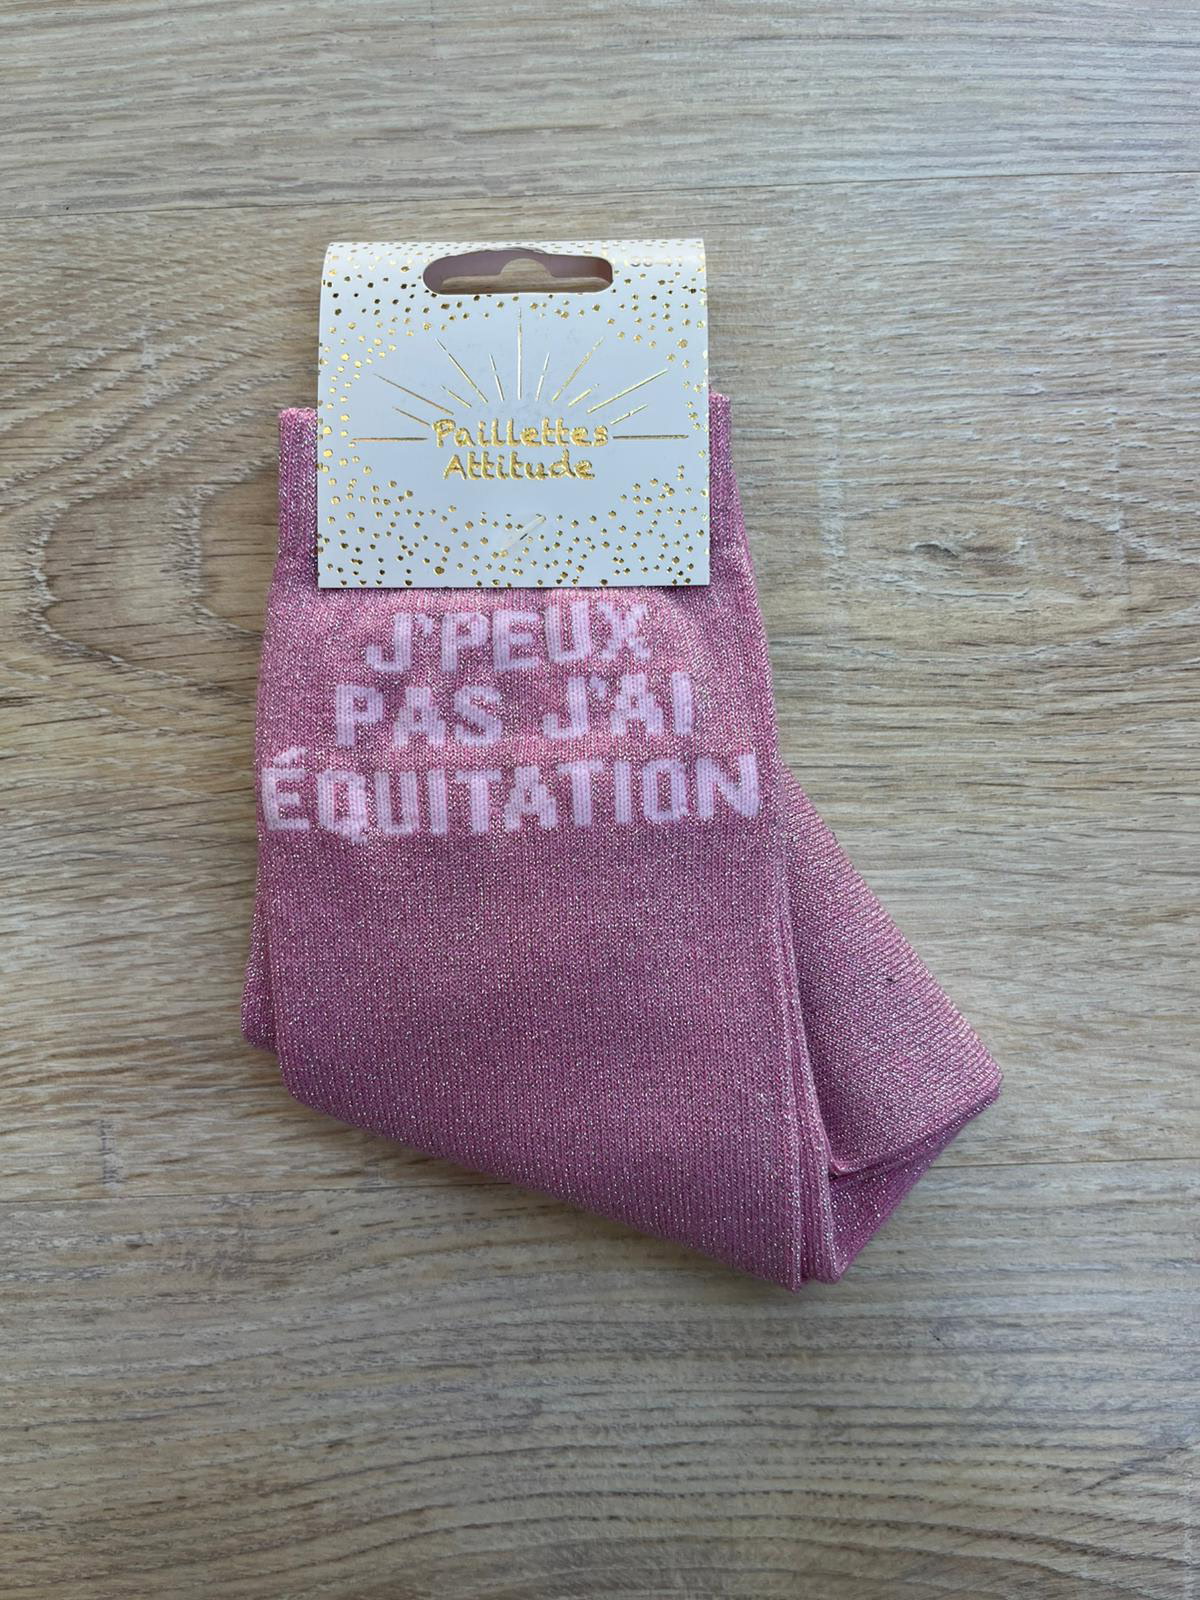 Paillettes
Attitude
J'PEUX
PAS J'AI
ÉQUITATION